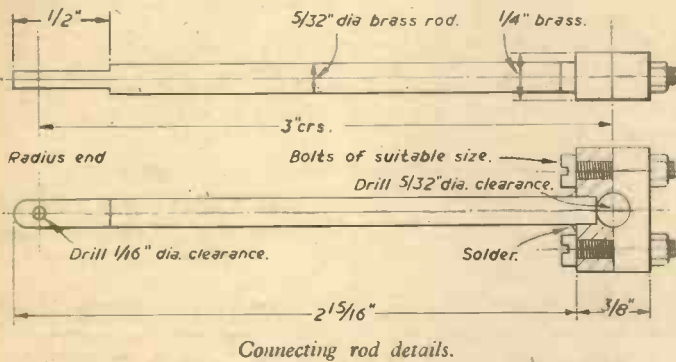 1/2"
5/32" dia brass rod.
1/4" brass.
3"crs.
Radius end
Bolts of suitable size.
Drill 5/32" dia. clearance.
Drill 1/16" dia. clearance.
Solder.
2 15/16"
3/8"
Connecting rod details.